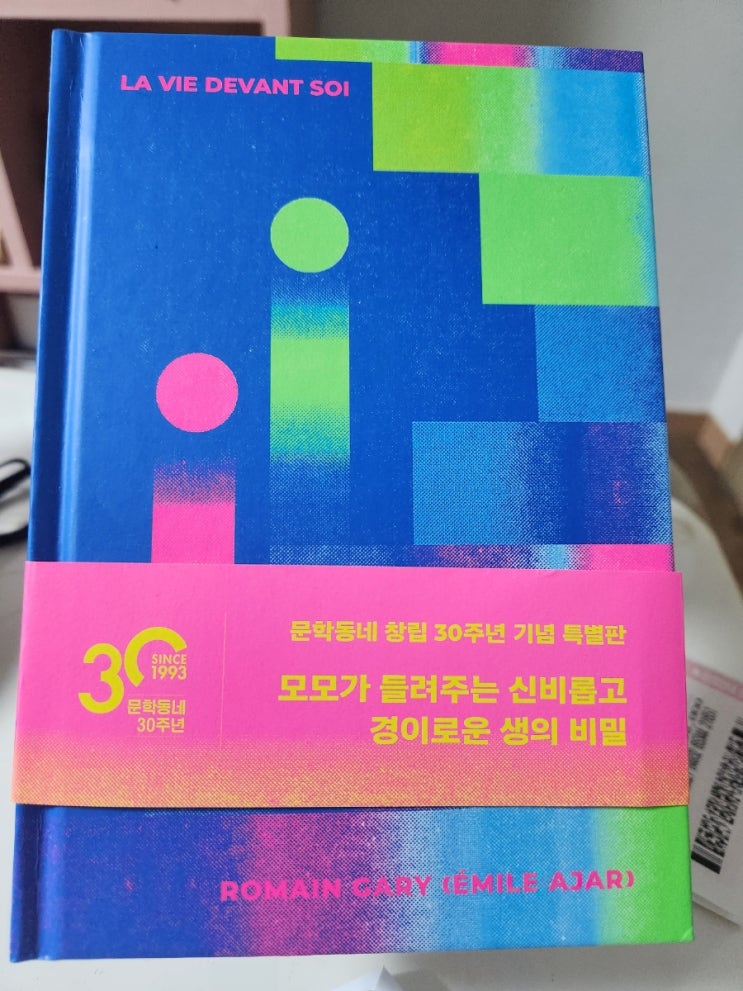 LA VIE DEVANT SOI
30
SINCE
1993
문학동네
30주년
문학동네 창립 30주년 기념 특별판
모모가 들려주는 신비롭고
경이로운 생의 비밀
ROMAIN GARY (ÉMILE AJAR)